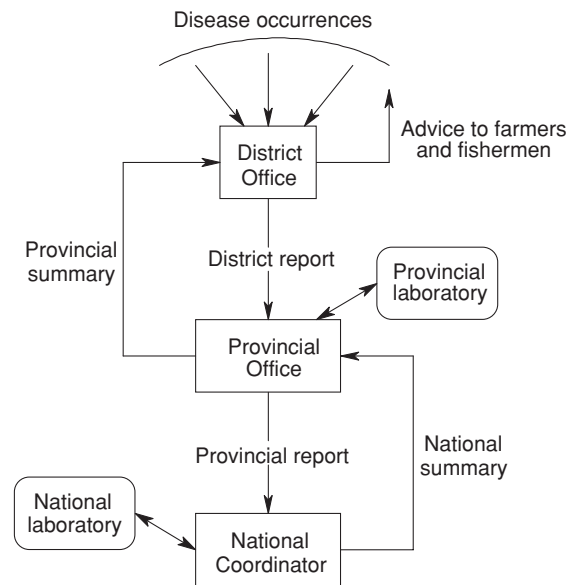 Disease occurrences
Advice to farmers
and fishermen
District
Office
Provincial
summary
District report
Provincial
laboratory
Provincial
Office
National
summary
Provincial report
National
laboratory
National
Coordinator